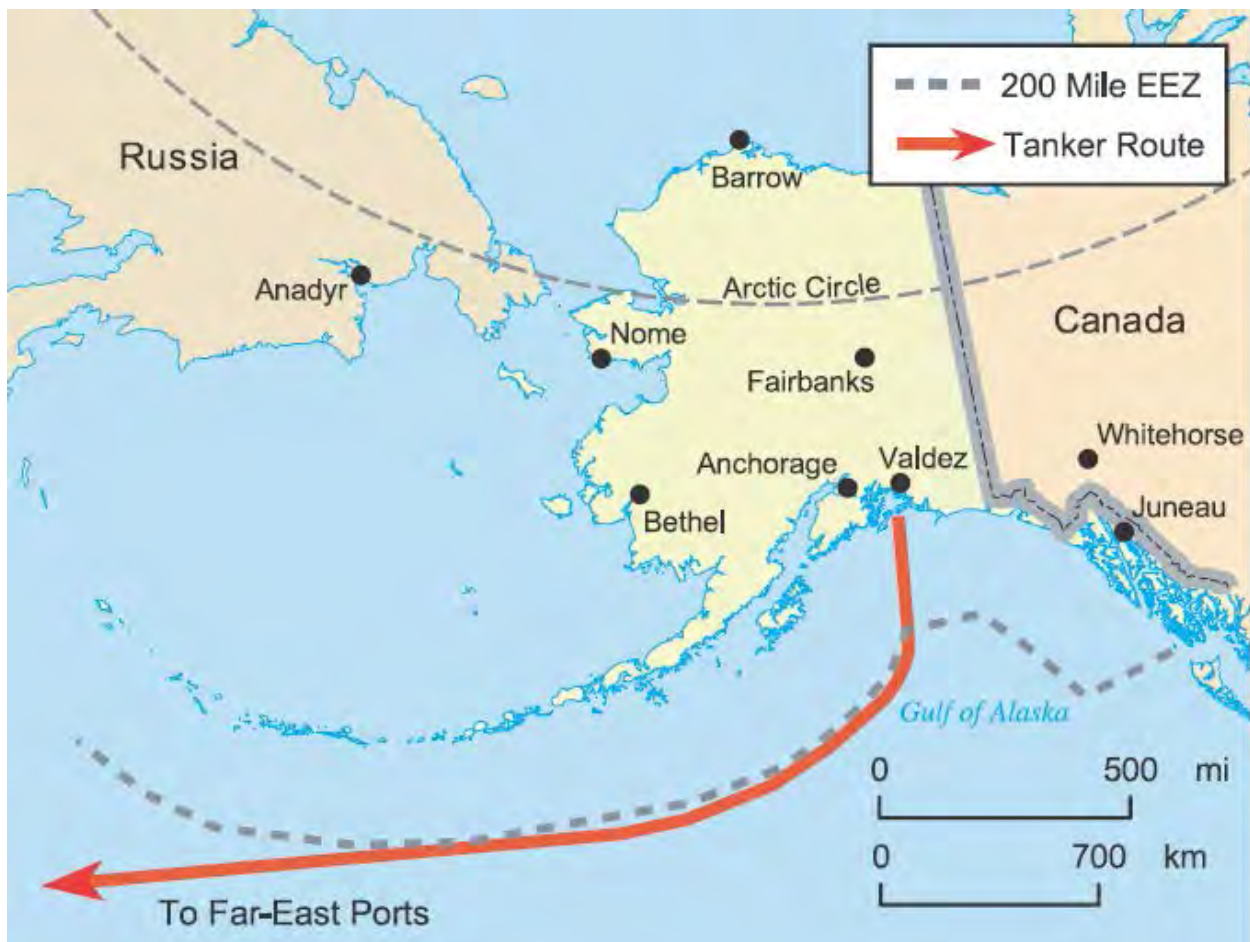 200 Mile EEZ
Tanker Route
Russia
Barrow
Anadyr
Arctic Circle
Nome
Canada
Fairbanks
Whitehorse
Anchorage
Valdez
Bethel
Juneau
Gulf of Alaska
0 500 mi
0 700 km
To Far-East Ports